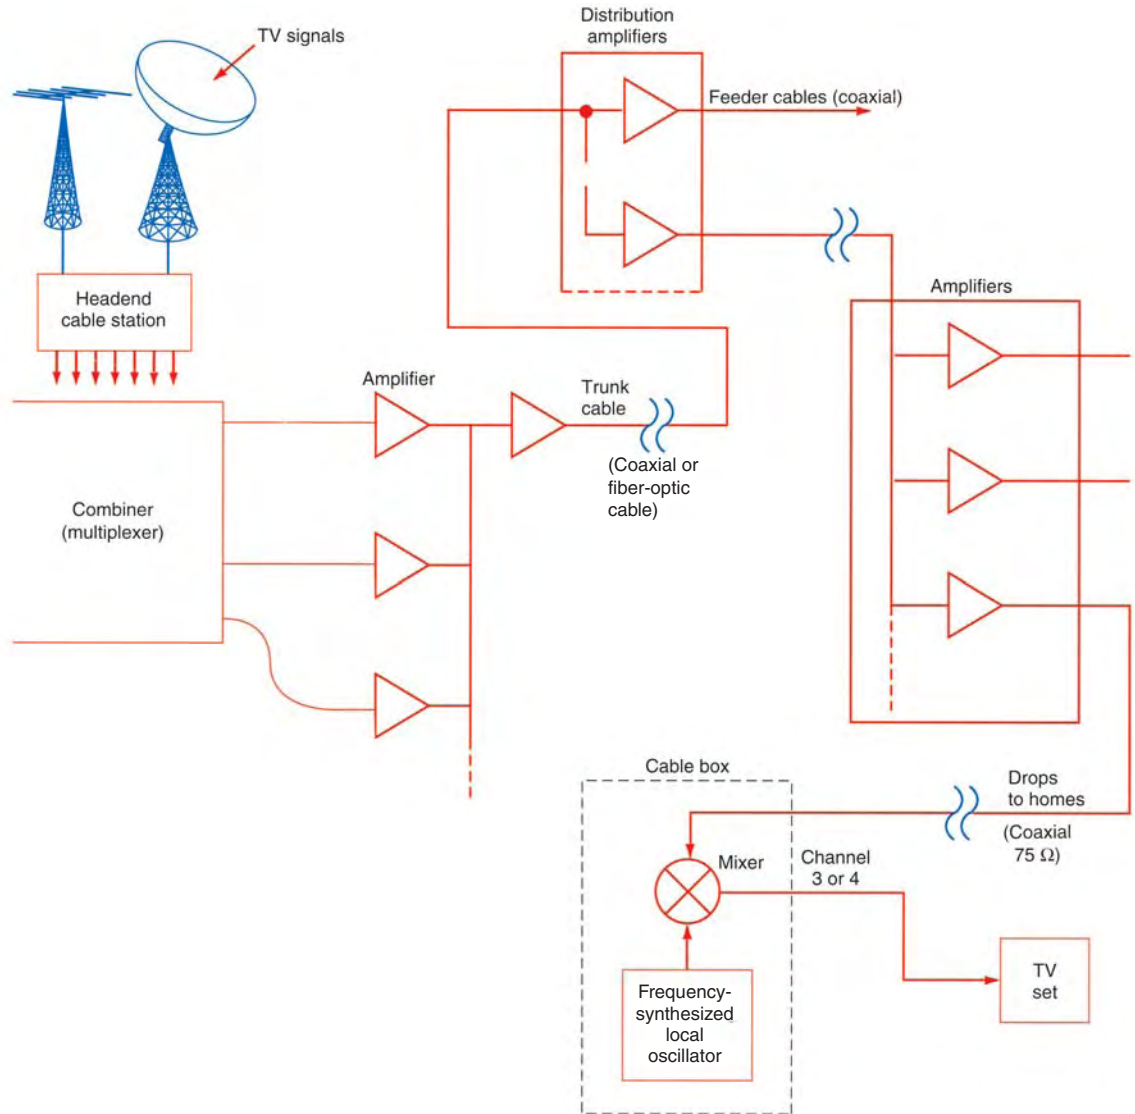 TV signals
Distribution
amplifiers
Feeder cables (coaxial)
Headend
cable station
Amplifiers
Amplifier
Trunk
cable
(Coaxial or
fiber-optic
cable)
Combiner
(multiplexer)
Cable box
Drops
to homes
(Coaxial
75 Ω)
Mixer
Channel
3 or 4
TV
set
Frequency-
synthesized
local
oscillator